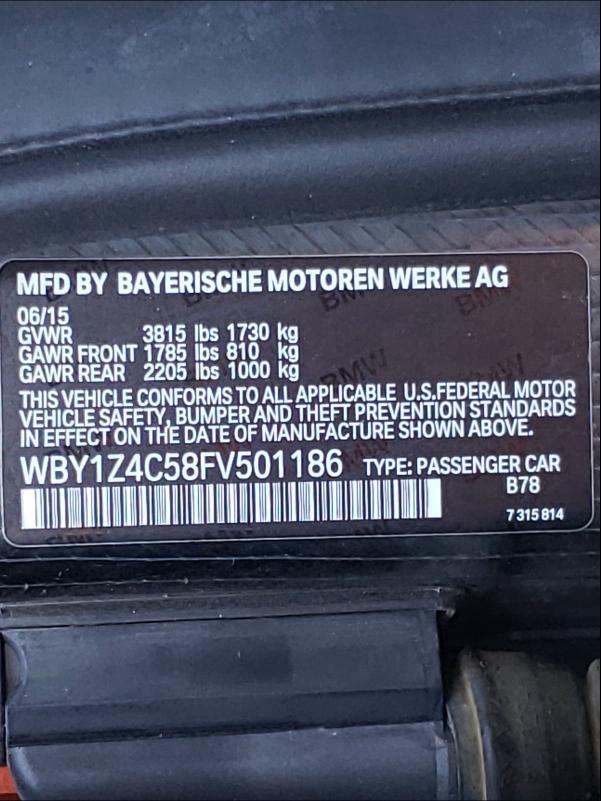 MFD BY BAYERISCHE MOTOREN WERKE AG
06/15
GVWR 3815 lbs 1730 kg
GAWR FRONT 1785 lbs 810 kg
GAWR REAR 2205 lbs 1000 kg
THIS VEHICLE CONFORMS TO ALL APPLICABLE U.S.FEDERAL MOTOR
VEHICLE SAFETY, BUMPER AND THEFT PREVENTION STANDARDS
IN EFFECT ON THE DATE OF MANUFACTURE SHOWN ABOVE.
WBY1Z4C58FV501186 TYPE: PASSENGER CAR
B78
7 315 814
BMW
BMW
BMW